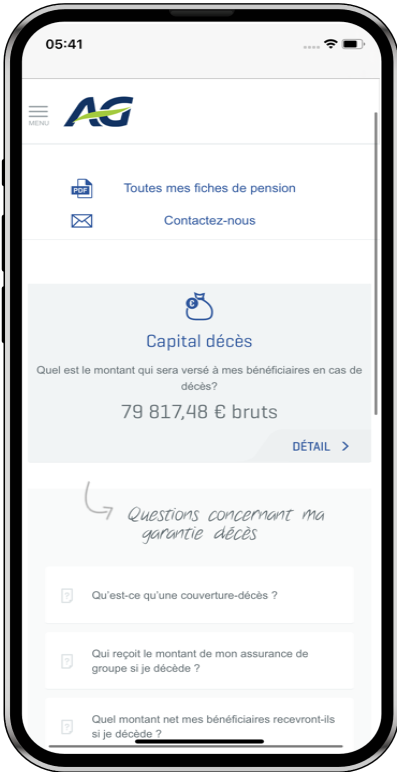 05:41
MENU
AG
PDF
Toutes mes fiches de pension
Contactez-nous
€
Capital décès
Quel est le montant qui sera versé à mes bénéficiaires en cas de
décès?
79 817,48 € bruts
DÉTAIL >
Questions concernant ma
garantie décès
? Qu'est-ce qu'une couverture-décès ?
? Qui reçoit le montant de mon assurance de
groupe si je décède ?
? Quel montant net mes bénéficiaires recevront-ils
si je décède ?